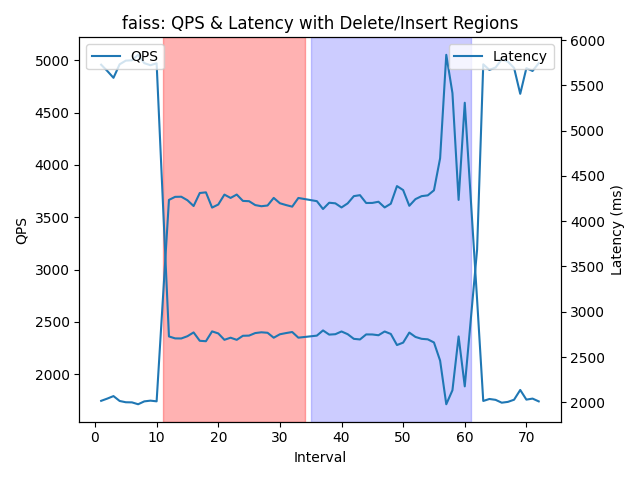 faiss: QPS & Latency with Delete/Insert Regions
QPS
Latency
5000
4500
4000
3500
3000
2500
2000
6000
5500
5000
4500
4000
3500
3000
2500
2000
QPS
Latency (ms)
0 10 20 30 40 50 60 70
Interval